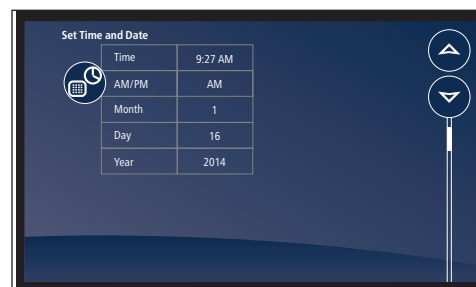 Set Time and Date
Time 9:27 AM
AM/PM AM
Month 1
Day 16
Year 2014